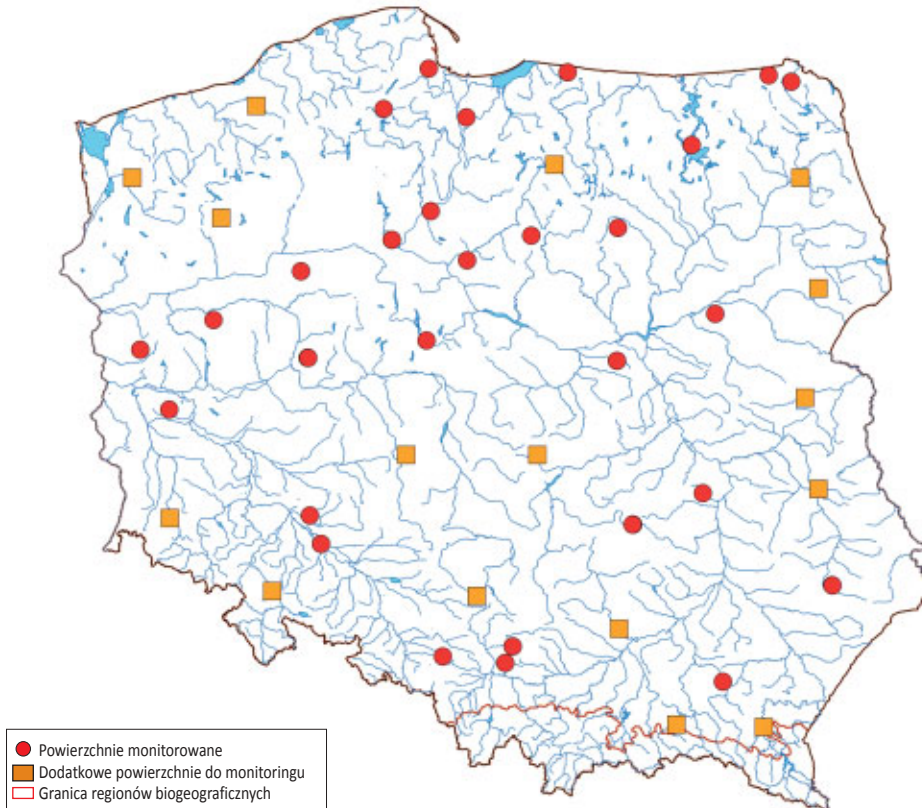 Powierzchnie monitorowane
Dodatkowe powierzchnie do monitoringu
Granica regionów biogeograficznych